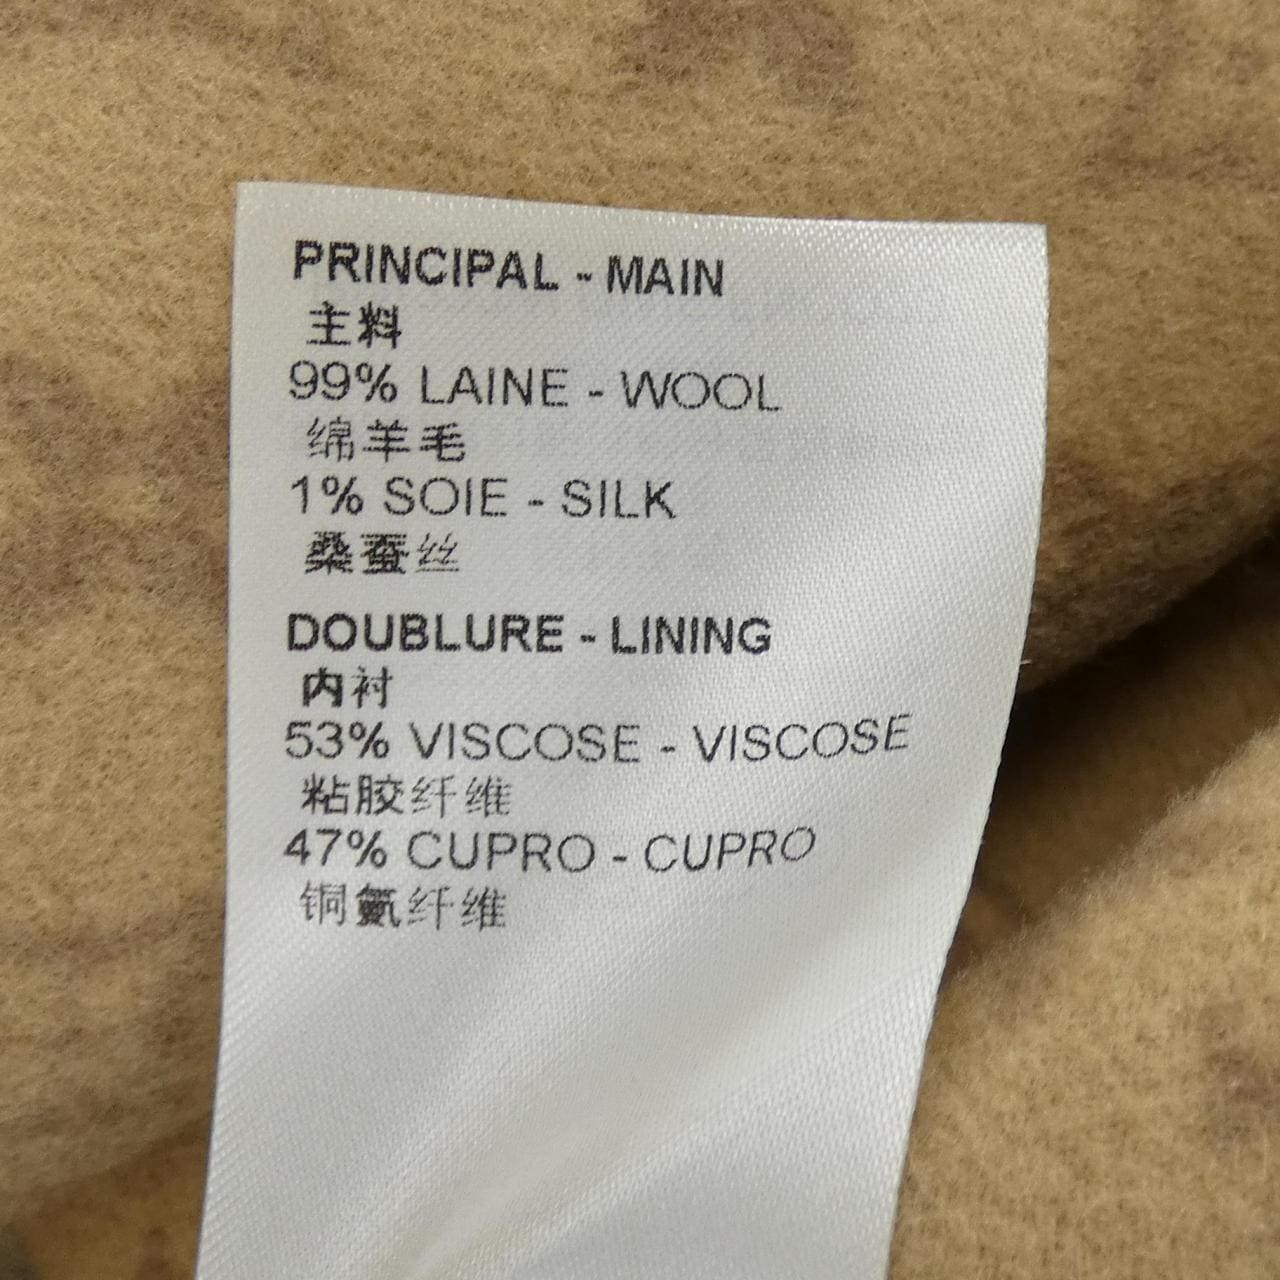 PRINCIPAL - MAIN
主料
99% LAINE - WOOL
绵羊毛
1% SOIE - SILK
桑蚕丝
DOUBLURE - LINING
内衬
53% VISCOSE - VISCOSE
粘胶纤维
47% CUPRO - CUPRO
铜氨纤维